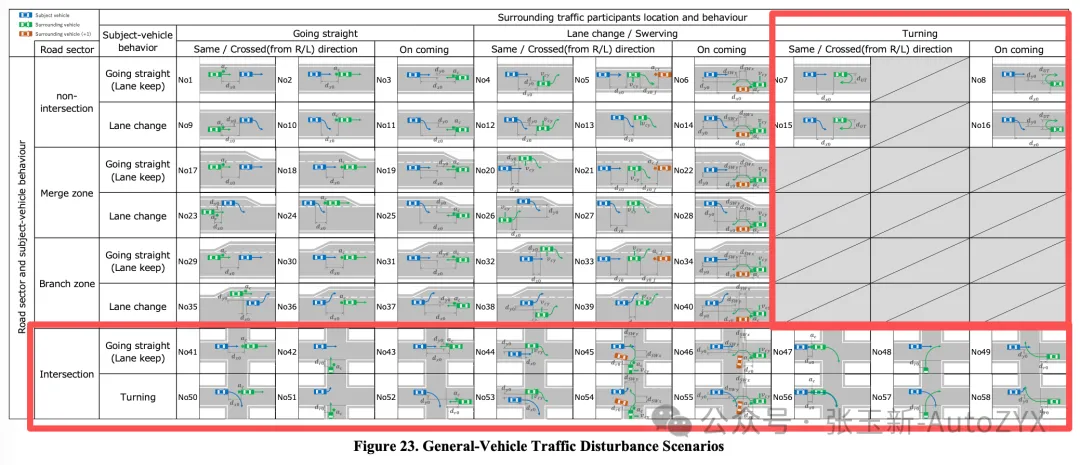 Subject vehicle
Surrounding vehicle
Surrounding vehicle (+1)
Road sector
Subject-vehicle behavior
Surrounding traffic participants location and behaviour
Going straight
Lane change / Swerving
Turning
Same / Crossed(from R/L) direction
On coming
Same / Crossed(from R/L) direction
On coming
Same / Crossed(from R/L) direction
On coming
Road sector and subject-vehicle behaviour
non-intersection
Going straight (Lane keep)
No1 No2 No3 No4 No5 No6 No7 No8
Lane change
No9 No10 No11 No12 No13 No14 No15 No16
Merge zone
Going straight (Lane keep)
No17 No18 No19 No20 No21 No22
Lane change
No23 No24 No25 No26 No27 No28
Branch zone
Going straight (Lane keep)
No29 No30 No31 No32 No33 No34
Lane change
No35 No36 No37 No38 No39 No40
Intersection
Going straight (Lane keep)
No41 No42 No43 No44 No45 No46 No47 No48 No49
Turning
No50 No51 No52 No53 No54 No55 No56 No57 No58
公众号 · 张玉新-AutoZYX
Figure 23. General-Vehicle Traffic Disturbance Scenarios